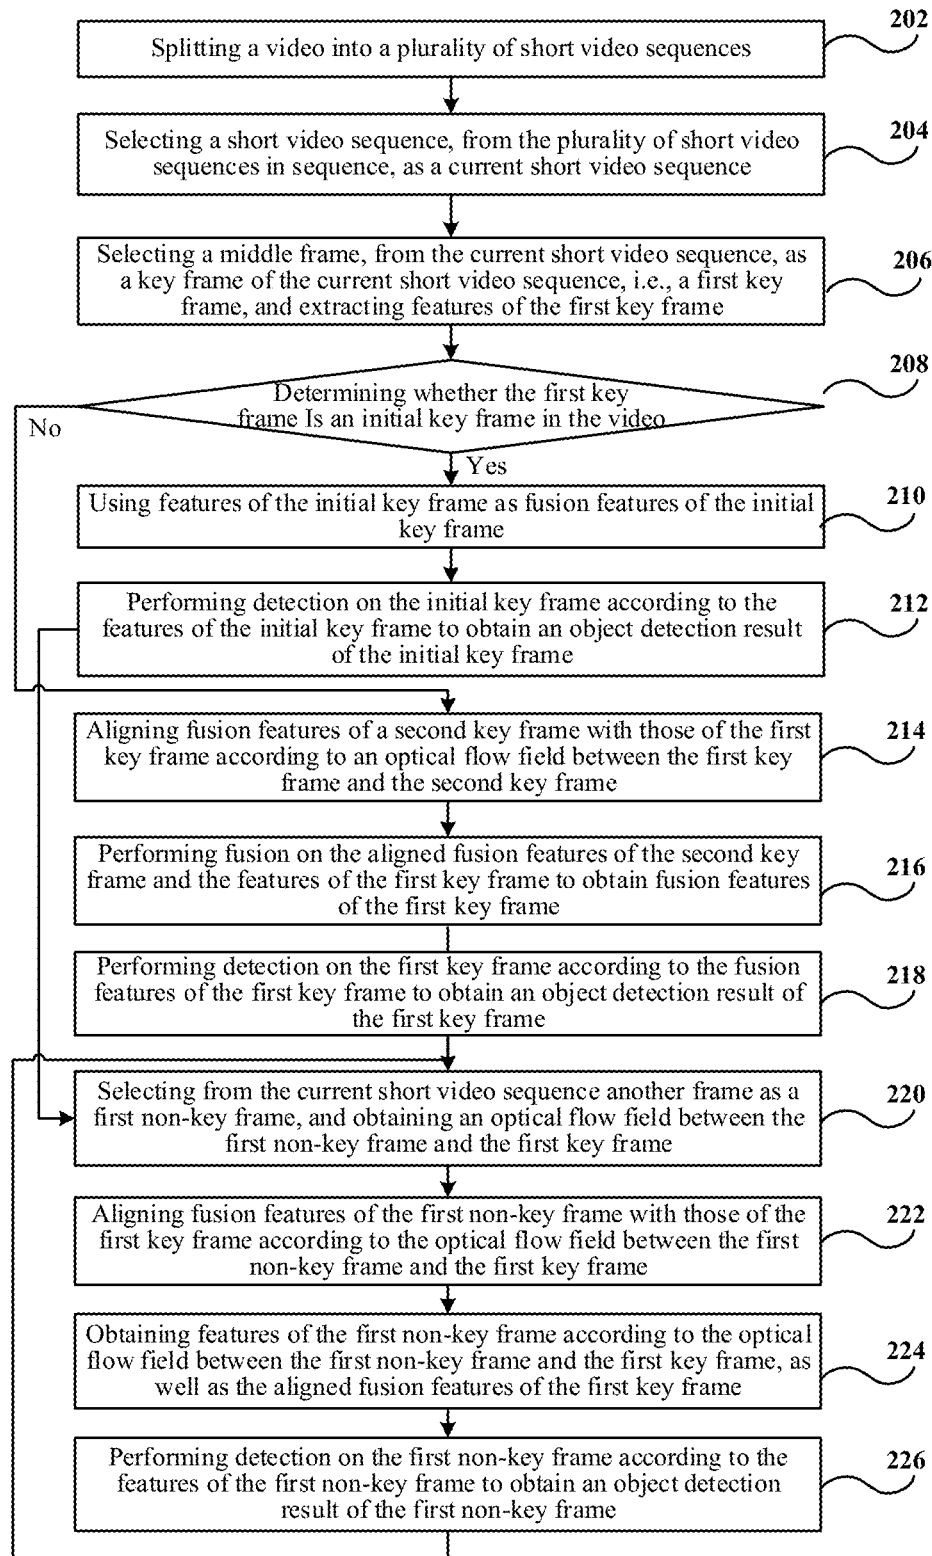 202
Splitting a video into a plurality of short video sequences
204
Selecting a short video sequence, from the plurality of short video
sequences in sequence, as a current short video sequence
206
Selecting a middle frame, from the current short video sequence, as
a key frame of the current short video sequence, i.e., a first key
frame, and extracting features of the first key frame
208
Determining whether the first key
frame Is an initial key frame in the video
No
Yes
210
Using features of the initial key frame as fusion features of the initial
key frame
212
Performing detection on the initial key frame according to the
features of the initial key frame to obtain an object detection result
of the initial key frame
214
Aligning fusion features of a second key frame with those of the first
key frame according to an optical flow field between the first key
frame and the second key frame
216
Performing fusion on the aligned fusion features of the second key
frame and the features of the first key frame to obtain fusion features
of the first key frame
218
Performing detection on the first key frame according to the fusion
features of the first key frame to obtain an object detection result of
the first key frame
220
Selecting from the current short video sequence another frame as a
first non-key frame, and obtaining an optical flow field between the
first non-key frame and the first key frame
222
Aligning fusion features of the first non-key frame with those of the
first key frame according to the optical flow field between the first
non-key frame and the first key frame
224
Obtaining features of the first non-key frame according to the optical
flow field between the first non-key frame and the first key frame, as
well as the aligned fusion features of the first key frame
226
Performing detection on the first non-key frame according to the
features of the first non-key frame to obtain an object detection
result of the first non-key frame